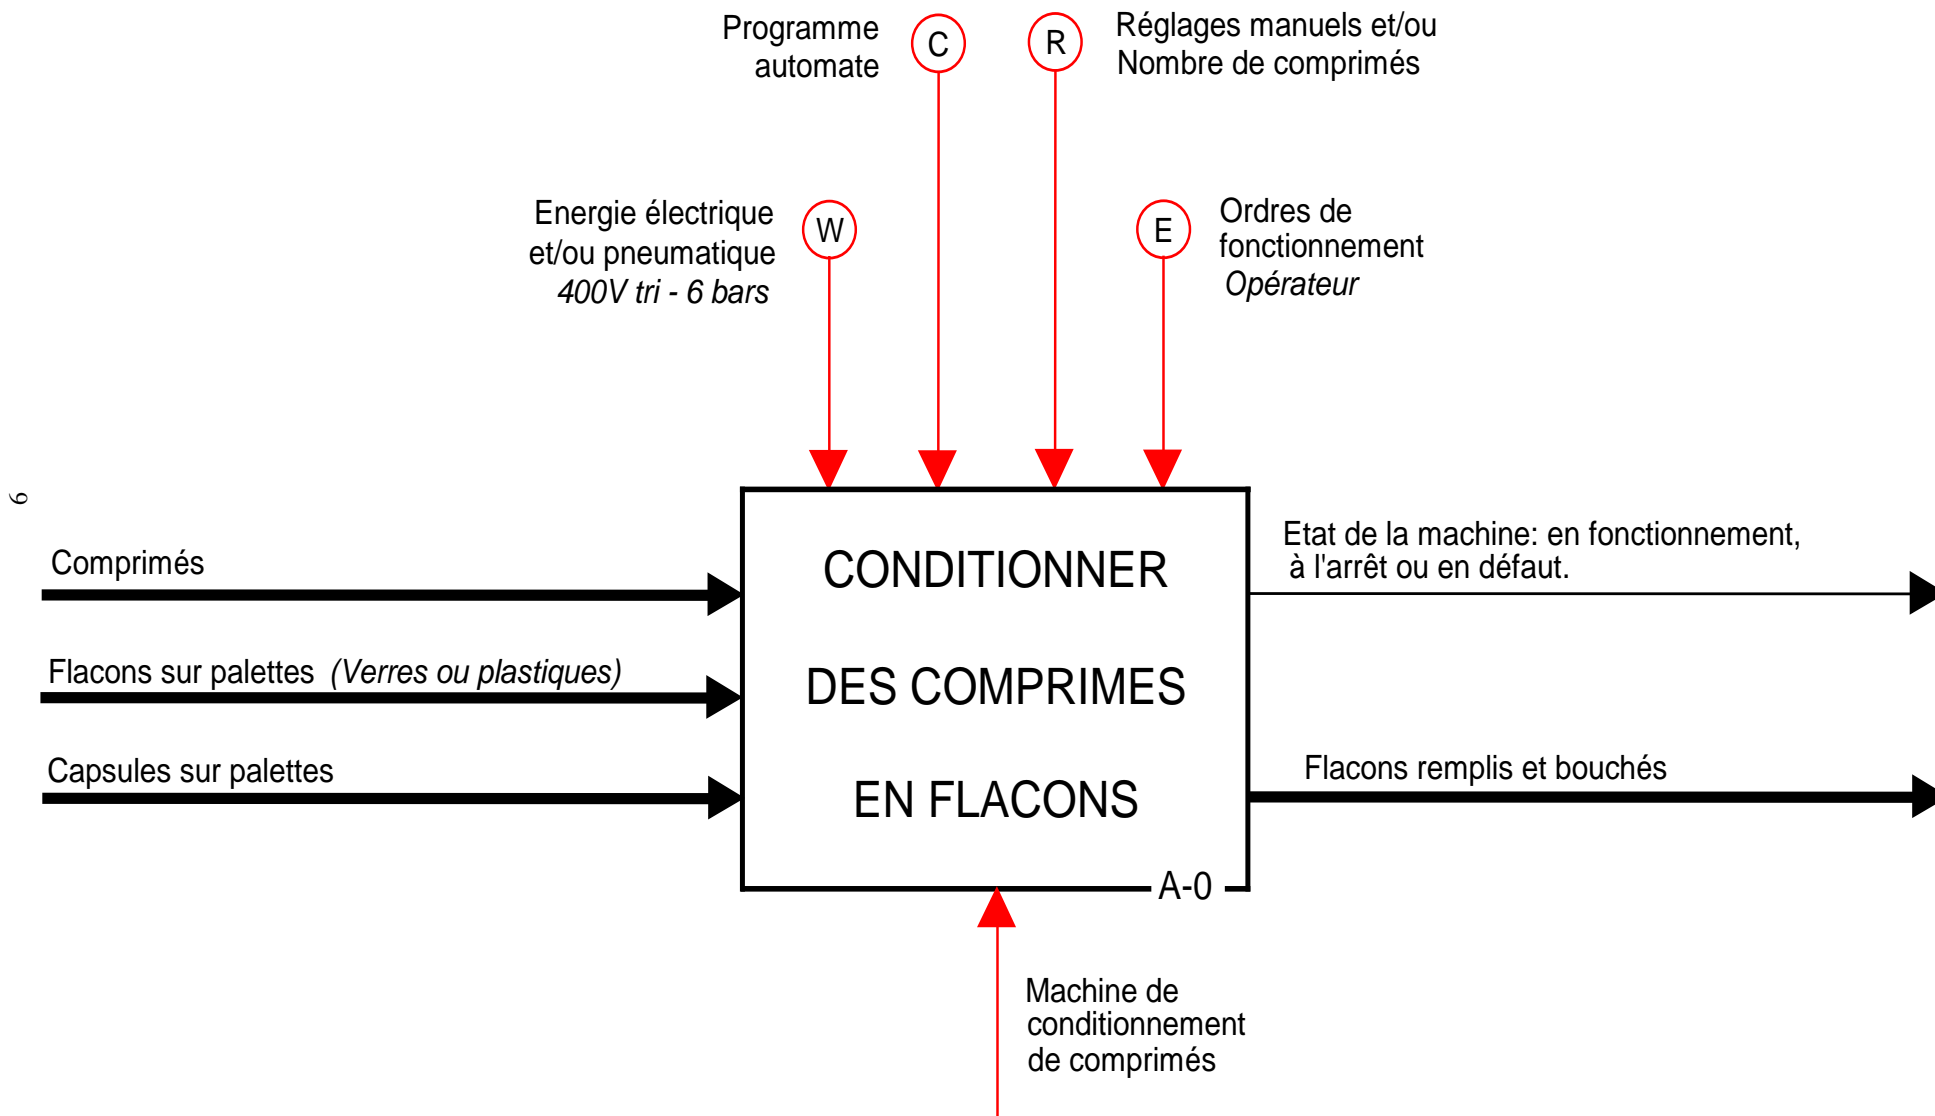 Programme
automate
C
R
Réglages manuels et/ou
Nombre de comprimés
Energie électrique
et/ou pneumatique
400V tri - 6 bars
W
E
Ordres de
fonctionnement
Opérateur
9
Comprimés
Flacons sur palettes (Verres ou plastiques)
Capsules sur palettes
CONDITIONNER
DES COMPRIMES
EN FLACONS
A-0
Etat de la machine: en fonctionnement,
à l'arrêt ou en défaut.
Flacons remplis et bouchés
Machine de
conditionnement
de comprimés